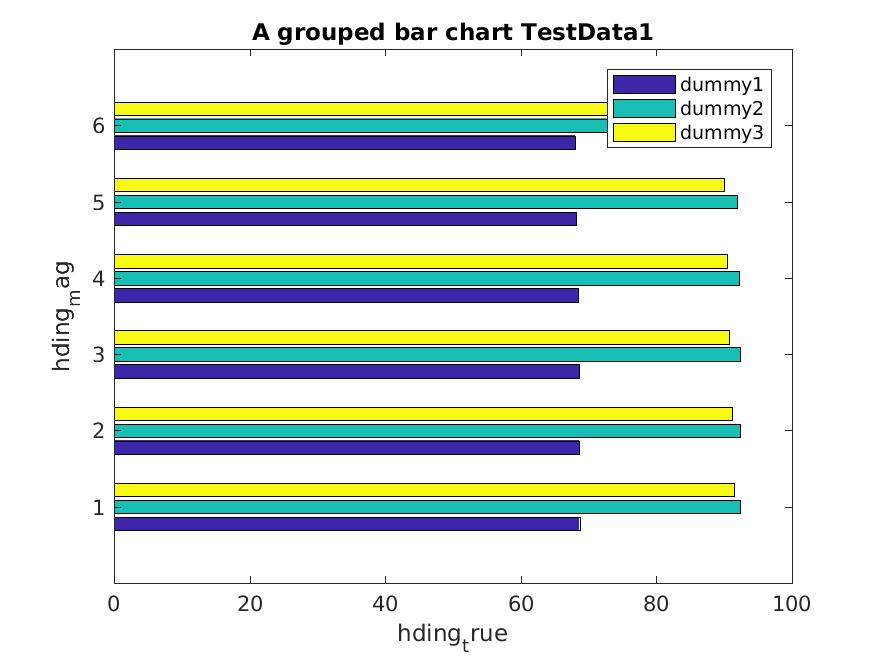 A grouped bar chart TestData1
dummy1
dummy2
dummy3
6
5
4
3
2
1
hding_mag
0 20 40 60 80 100
hding_true